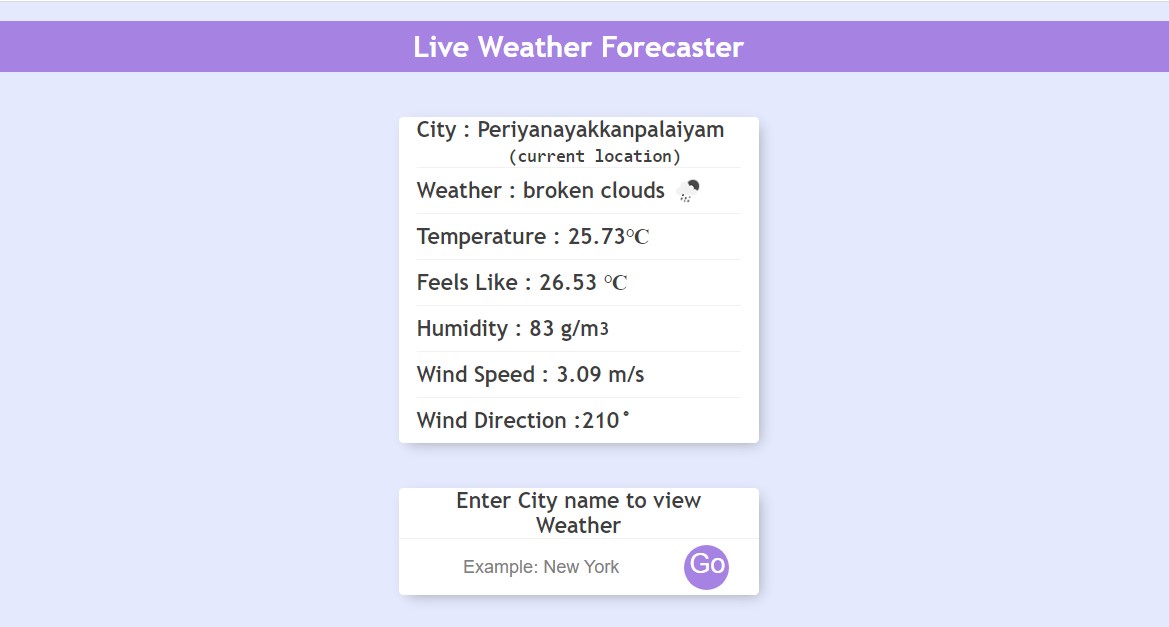 Live Weather Forecaster
City : Periyanayakkanpalaiyam
(current location)
Weather : broken clouds
Temperature : 25.73°C
Feels Like : 26.53 °C
Humidity : 83 g/m3
Wind Speed : 3.09 m/s
Wind Direction :210˚
Enter City name to view
Weather
Example: New York Go